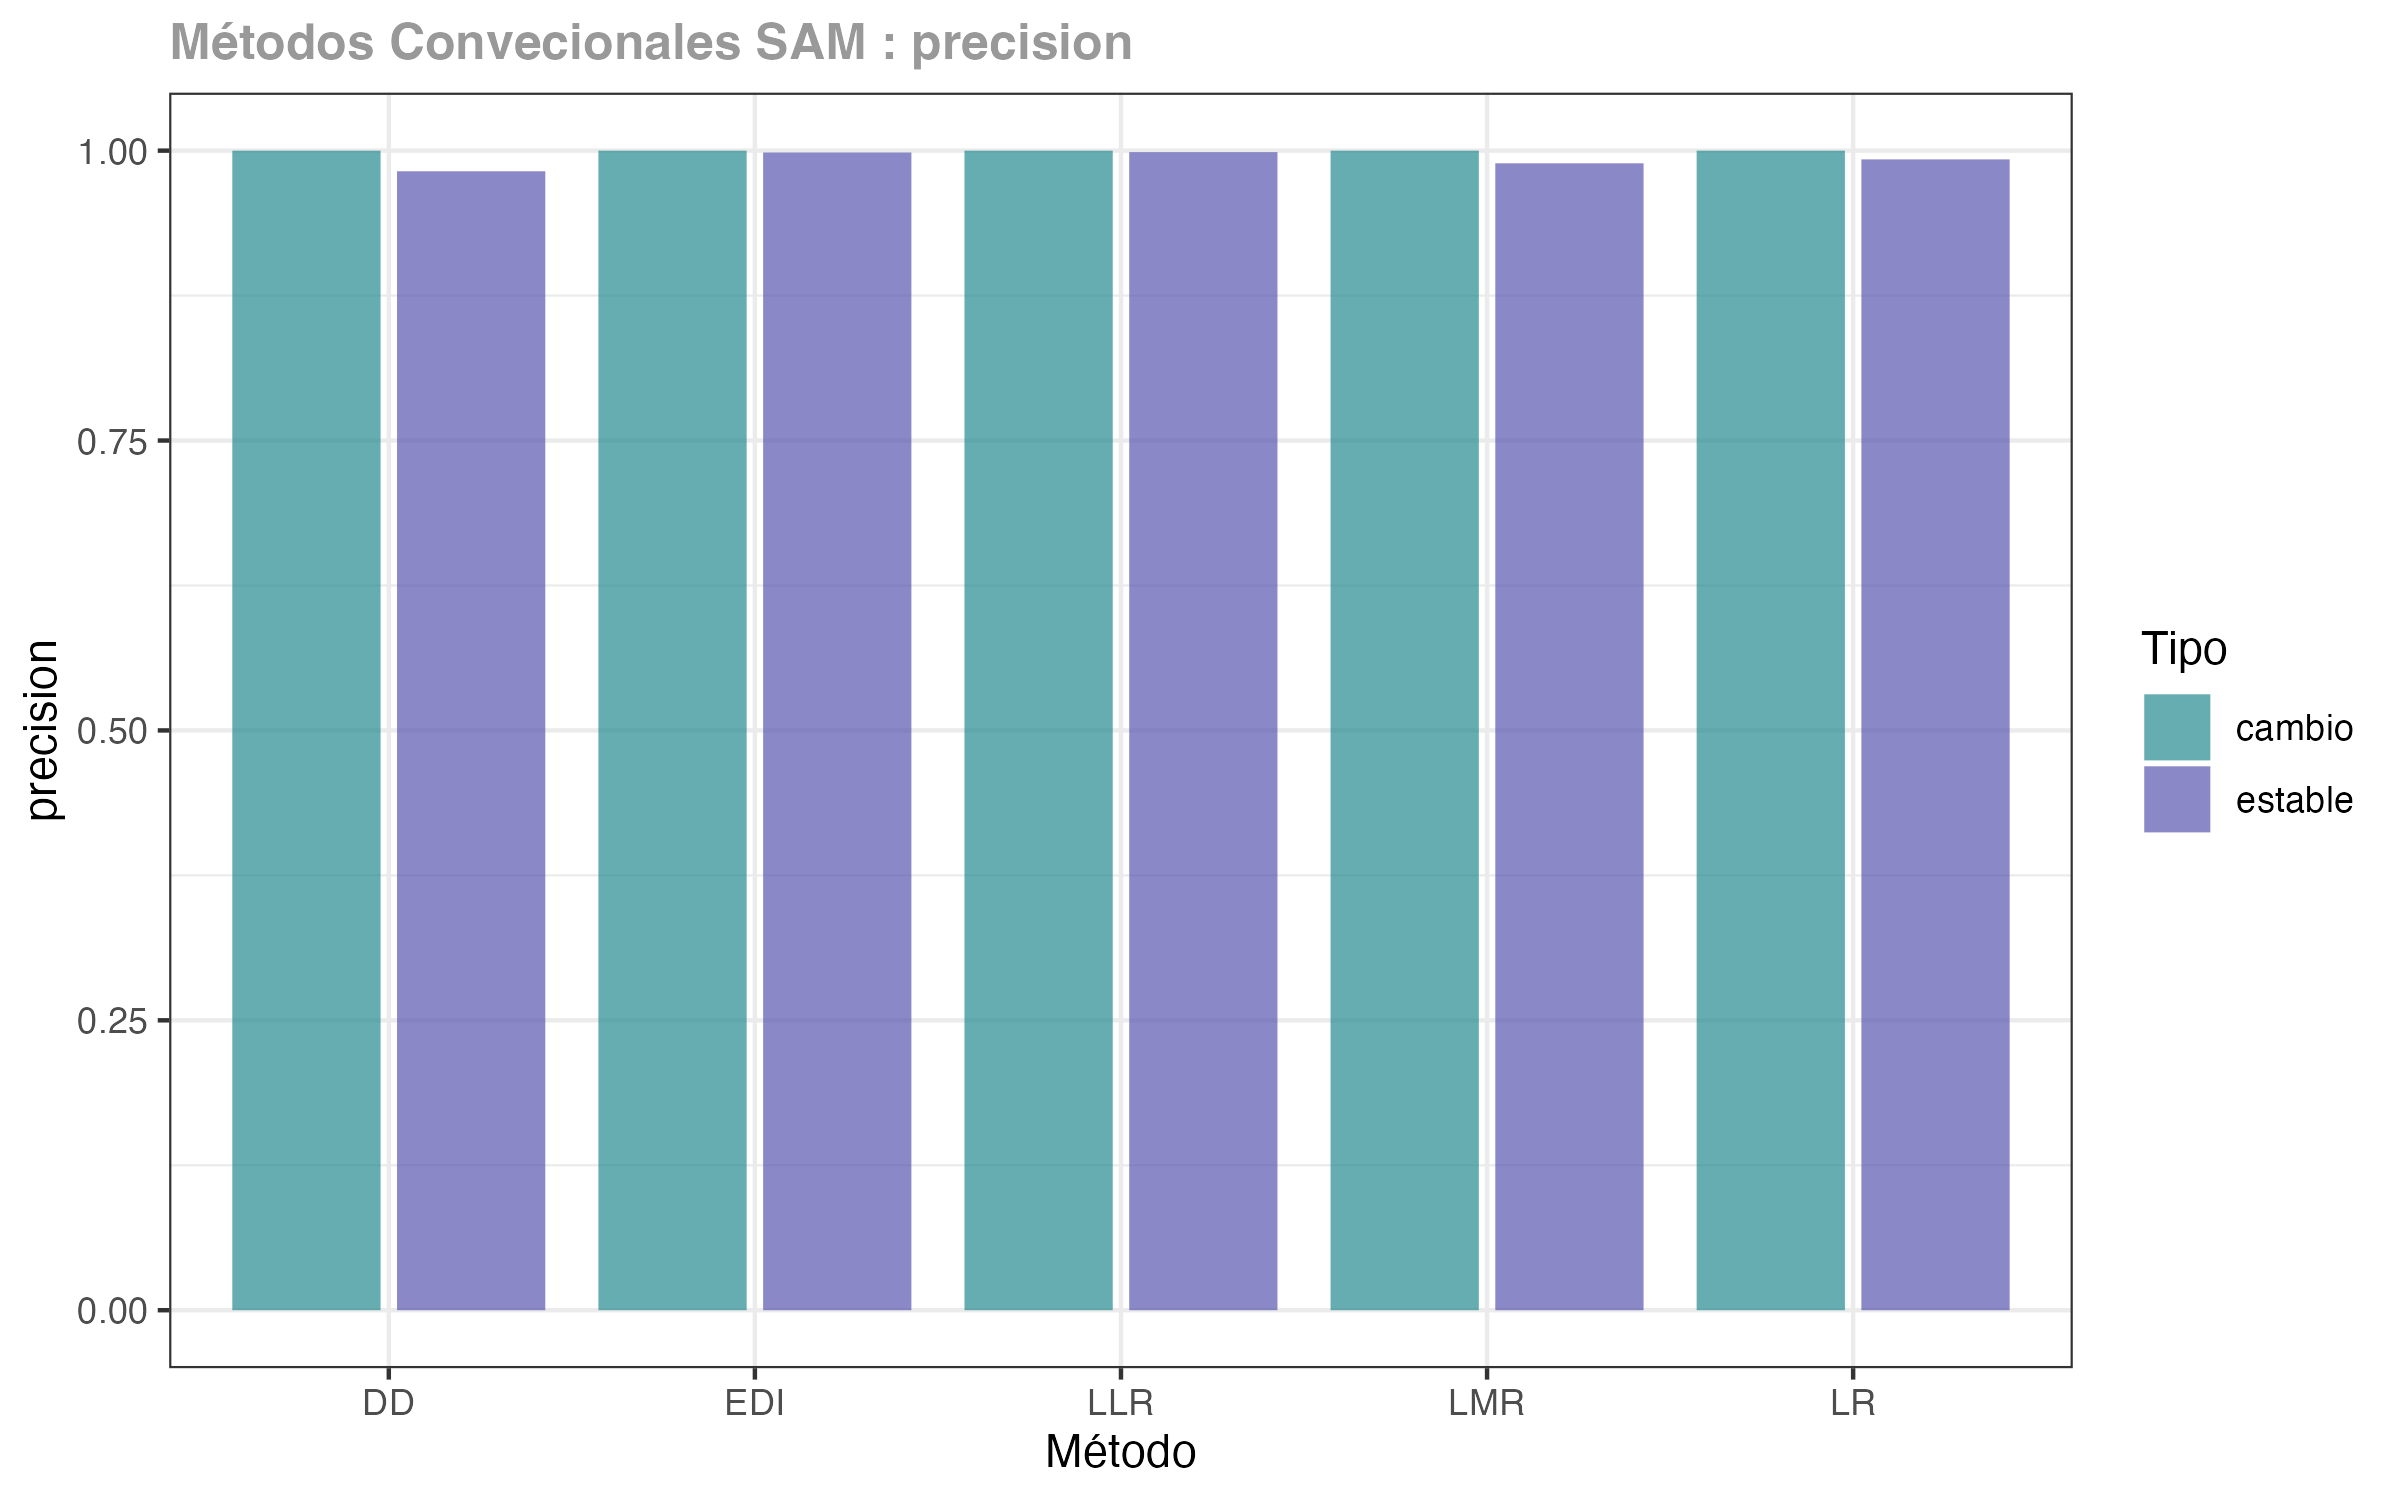 Métodos Convecionales SAM : precision
precision
1.00
0.75
0.50
0.25
0.00
DD
EDI
LLR
LMR
LR
Método
Tipo
cambio
estable